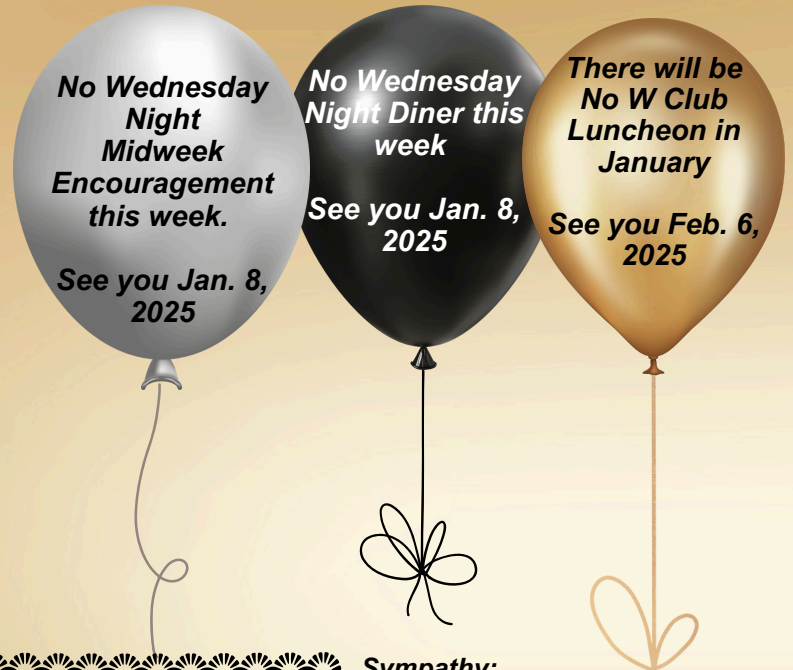 No Wednesday
Night
Midweek
Encouragement
this week.
See you Jan. 8,
2025
No Wednesday
Night Diner this
week
See you Jan. 8,
2025
There will be
No W Club
Luncheon in
January
See you Feb. 6,
2025
Sympathy: